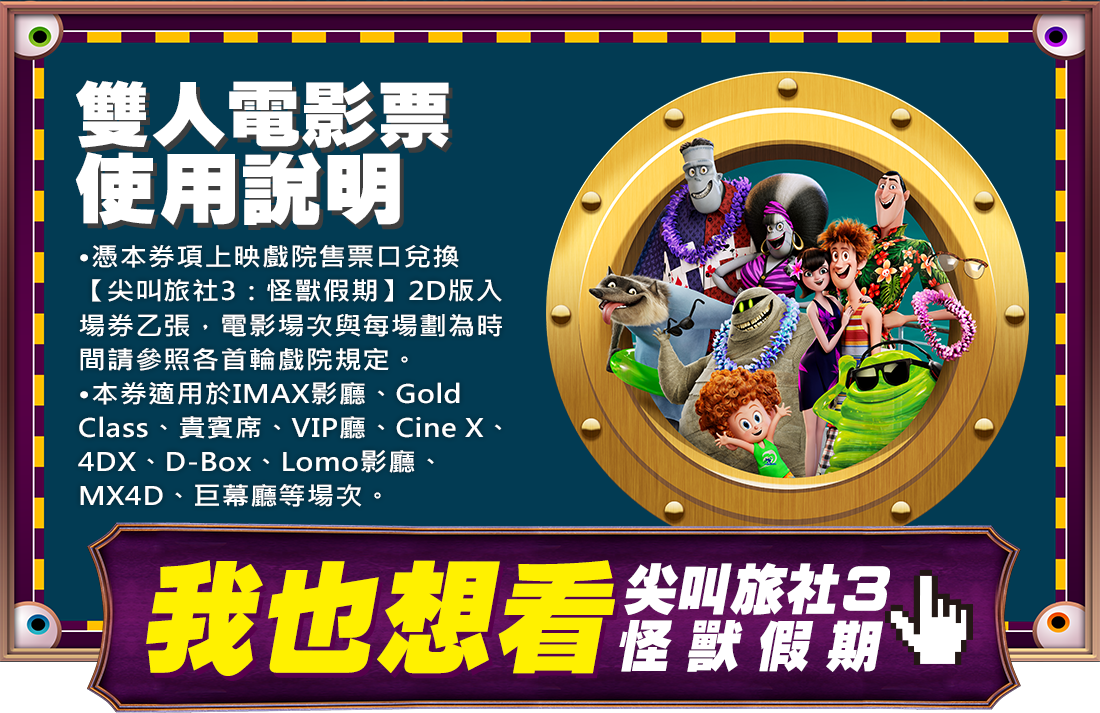 雙人電影票
使用說明
•憑本券項上映戲院售票口兌換
【尖叫旅社3：怪獸假期】2D版入
場券乙張，電影場次與每場劃為時
間請參照各首輪戲院規定。
•本券適用於IMAX影廳、Gold
Class、貴賓席、VIP廳、Cine X、
4DX、D-Box、Lomo影廳、
MX4D、巨幕廳等場次。
我也想看
尖叫旅社3
怪獸假期